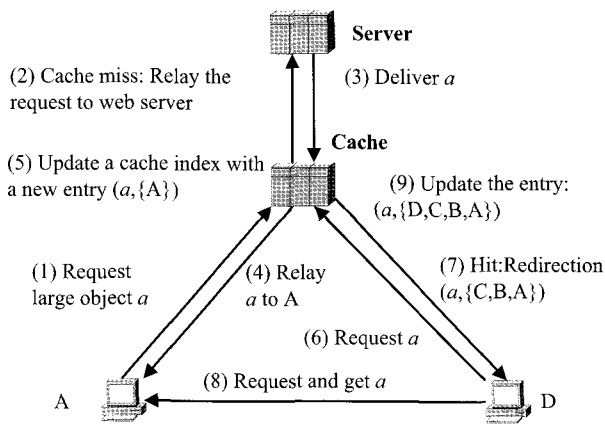 Server
(2) Cache miss: Relay the
request to web server
(3) Deliver a
Cache
(5) Update a cache index with
a new entry (a,{A})
(9) Update the entry:
(a,{D,C,B,A})
(1) Request
large object a
(4) Relay
a to A
(7) Hit:Redirection
(a,{C,B,A})
(6) Request a
(8) Request and get a
A
D